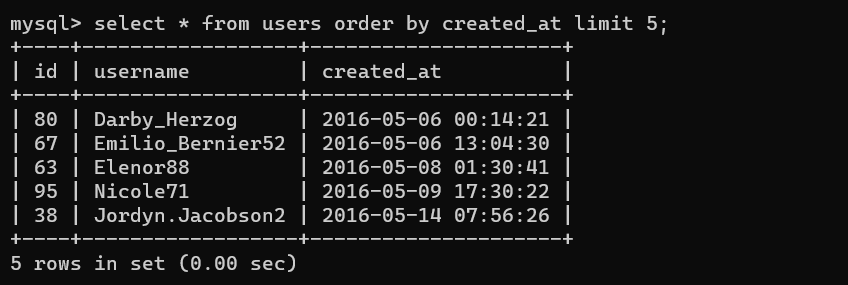 mysql> select * from users order by created_at limit 5;
+----+------------------+---------------------+
| id | username         | created_at          |
+----+------------------+---------------------+
| 80 | Darby_Herzog     | 2016-05-06 00:14:21 |
| 67 | Emilio_Bernier52 | 2016-05-06 13:04:30 |
| 63 | Elenor88         | 2016-05-08 01:30:41 |
| 95 | Nicole71         | 2016-05-09 17:30:22 |
| 38 | Jordyn.Jacobson2 | 2016-05-14 07:56:26 |
+----+------------------+---------------------+
5 rows in set (0.00 sec)